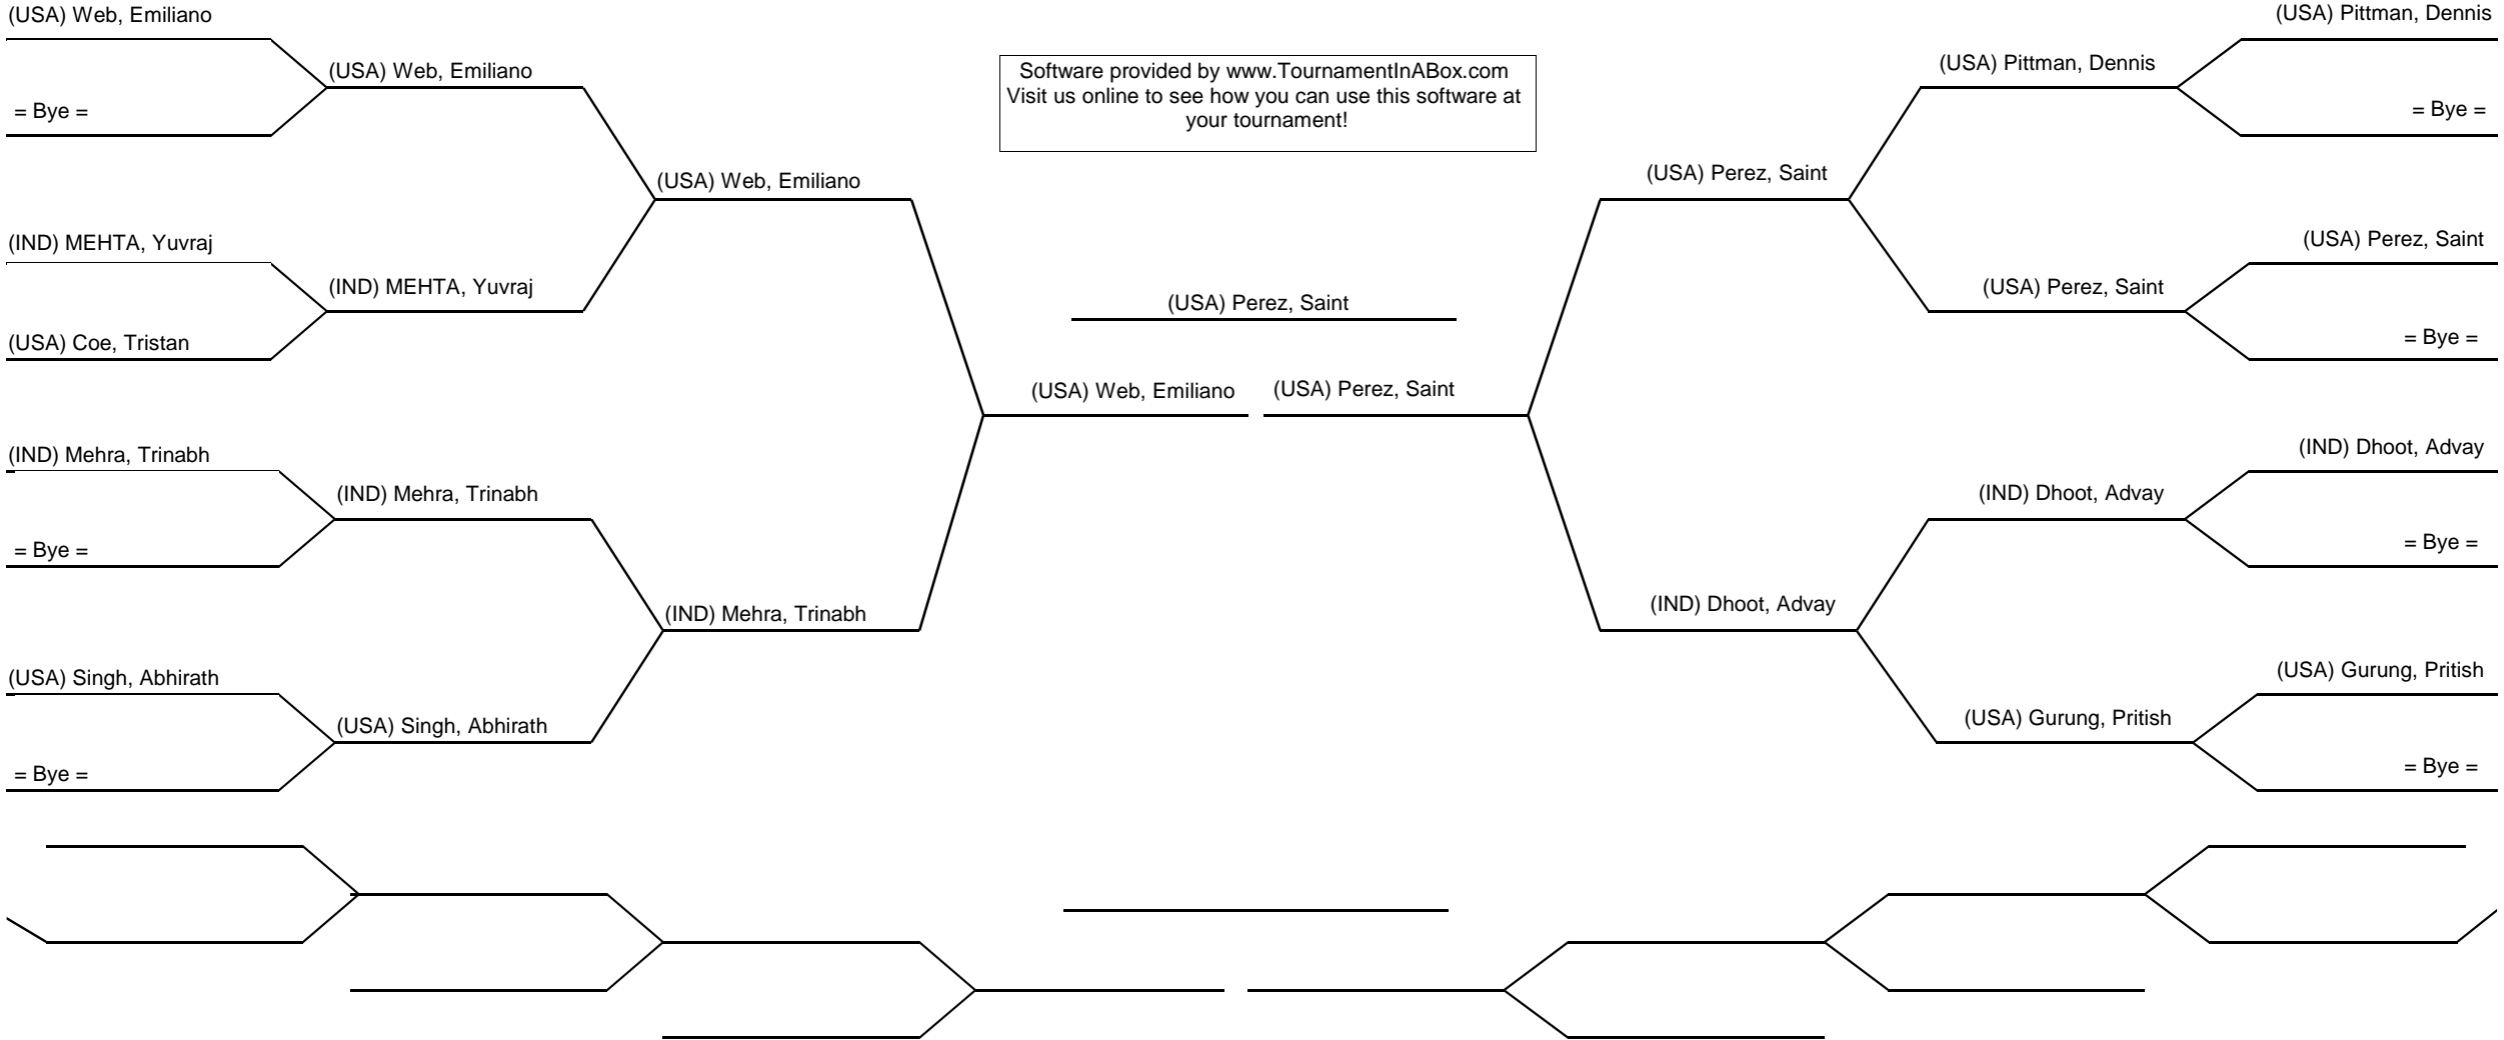 (USA) Web, Emiliano
= Bye =
(IND) MEHTA, Yuvraj
(USA) Coe, Tristan
(IND) Mehra, Trinabh
= Bye =
(USA) Singh, Abhirath
= Bye =
(USA) Web, Emiliano
(IND) MEHTA, Yuvraj
(IND) Mehra, Trinabh
(USA) Singh, Abhirath
(USA) Web, Emiliano
(IND) Mehra, Trinabh
Software provided by www.TournamentInABox.com
Visit us online to see how you can use this software at
your tournament!
(USA) Perez, Saint
(USA) Web, Emiliano
(USA) Perez, Saint
(USA) Perez, Saint
(IND) Dhoot, Advay
(USA) Pittman, Dennis
(USA) Perez, Saint
(IND) Dhoot, Advay
(USA) Gurung, Pritish
(USA) Pittman, Dennis
= Bye =
(USA) Perez, Saint
= Bye =
(IND) Dhoot, Advay
= Bye =
(USA) Gurung, Pritish
= Bye =